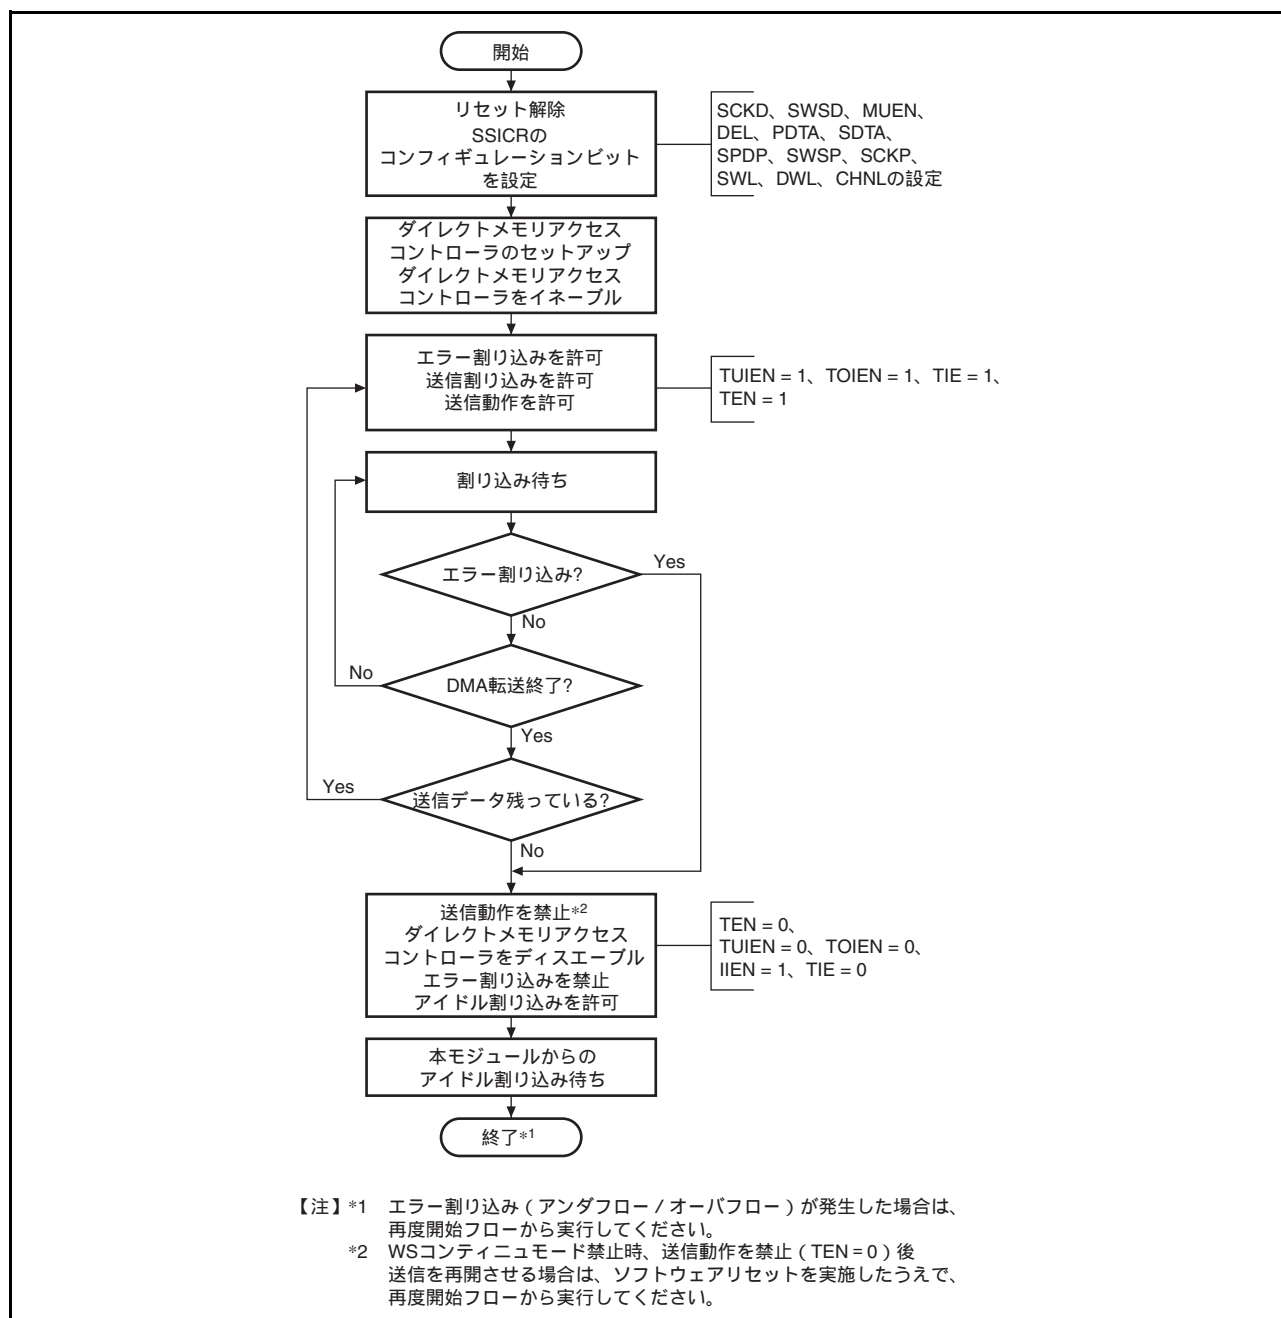 開始
リセット解除
SSICRの
コンフィギュレーションビット
を設定
SCKD、SWSD、MUEN、
DEL、PDTA、SDTA、
SPDP、SWSP、SCKP、
SWL、DWL、CHNLの設定
ダイレクトメモリアクセス
コントローラのセットアップ
ダイレクトメモリアクセス
コントローラをイネーブル
エラー割り込みを許可
送信割り込みを許可
送信動作を許可
TUIEN = 1、TOIEN = 1、TIE = 1、
TEN = 1
割り込み待ち
エラー割り込み?
Yes
No
DMA転送終了?
No
Yes
送信データ残っている?
Yes
No
送信動作を禁止*2
ダイレクトメモリアクセス
コントローラをディスエーブル
エラー割り込みを禁止
アイドル割り込みを許可
TEN = 0、
TUIEN = 0、TOIEN = 0、
IIEN = 1、TIE = 0
本モジュールからの
アイドル割り込み待ち
終了*1
【注】*1 エラー割り込み（アンダフロー / オーバフロー）が発生した場合は、
再度開始フローから実行してください。
*2 WSコンティニュモード禁止時、送信動作を禁止（TEN = 0）後
送信を再開させる場合は、ソフトウェアリセットを実施したうえで、
再度開始フローから実行してください。